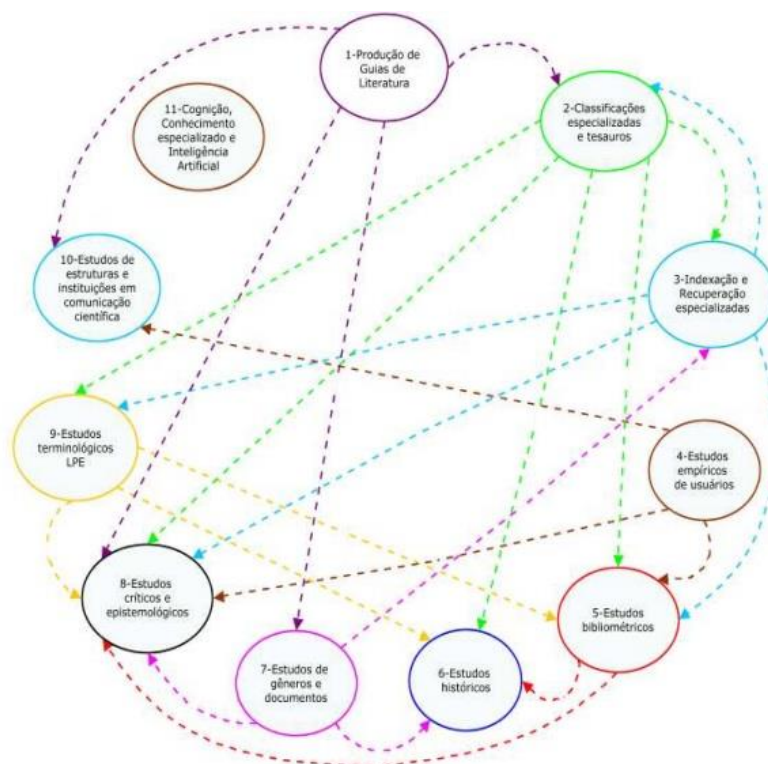 1-Produção de
Guias de
Literatura
2-Classificações
especializadas
e tesauros
3-Indexação e
Recuperação
especializadas
4-Estudos
empíricos
de usuários
5-Estudos
bibliométricos
6-Estudos
históricos
7-Estudos de
gêneros e
documentos
8-Estudos
críticos e
epistemológicos
9-Estudos
terminológicos
LPE
10-Estudos de
estruturas e
instituições em
comunicação
científica
11-Cognição,
Conhecimento
especializado e
Inteligência
Artificial